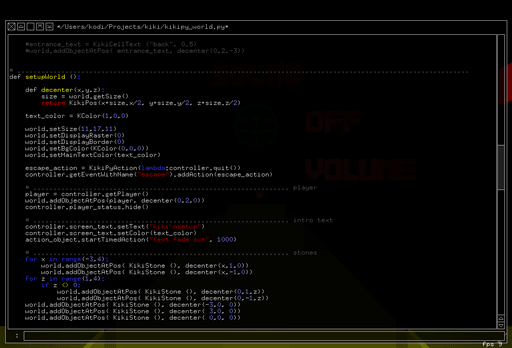 */Users/kodi/Projects/kiki/kikipy_world.py*
#entrance_text = KikiCellText ("back", 0.5)
#world.addObjectAtPos( entrance_text, decenter(0,2,-3))
def setupWorld ():
def decenter(x,y,z):
size = world.getSize()
return KikiPos(x+size.x/2, y+size.y/2, z+size.z/2)
text_color = KColor(1,0,0)
world.setSize(11,17,11)
world.setDisplayRaster(0)
world.setDisplayBorder(0)
world.setBgColor(KColor(0,0,0))
world.setMainTextColor(text_color)
OFF
VOLUME
escape_action = KikiPyAction(lambda:controller.quit())
controller.getEventWithName("escape").addAction(escape_action)
# ................................................................ player
player = controller.getPlayer()
world.addObjectAtPos(player, decenter(0,2,0))
controller.player_status.hide()
# ................................................................ intro text
controller.screen_text.setText("kiki\nomnom")
controller.screen_text.setColor(text_color)
action_object.startTimedAction("text fade out", 1000)
# ................................................................ stones
for x in range(-3,4):
world.addObjectAtPos( KikiStone (), decenter(x,1,0))
world.addObjectAtPos( KikiStone (), decenter(x,-1,0))
for z in range(1,4):
if z <> 0:
world.addObjectAtPos( KikiStone (), decenter(0,1,z))
world.addObjectAtPos( KikiStone (), decenter(0,-1,z))
world.addObjectAtPos( KikiStone (), decenter(-3,0, 0))
world.addObjectAtPos( KikiStone (), decenter( 3,0, 0))
world.addObjectAtPos( KikiStone (), decenter( 0,0, 0))
:
fps 9